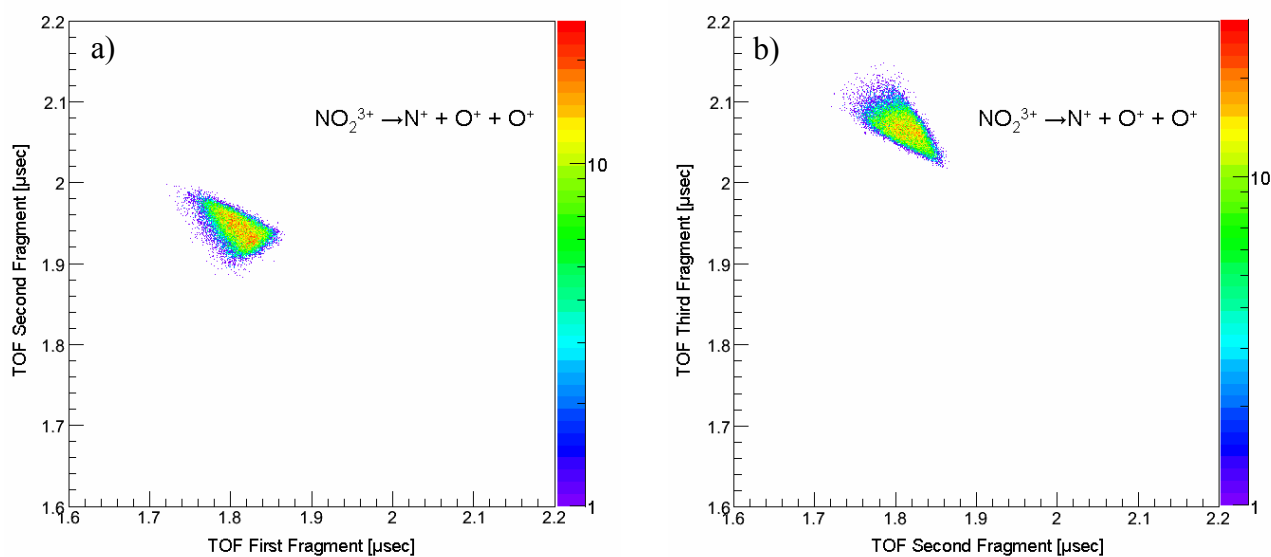 a)
NO₂³⁺ →N⁺ + O⁺ + O⁺
TOF Second Fragment [μsec]
2.2
2.1
2
1.9
1.8
1.7
1.6
1.6 1.7 1.8 1.9 2 2.1 2.2
TOF First Fragment [μsec]
10
1
b)
NO₂³⁺ →N⁺ + O⁺ + O⁺
TOF Third Fragment [μsec]
2.2
2.1
2
1.9
1.8
1.7
1.6
1.6 1.7 1.8 1.9 2 2.1 2.2
TOF Second Fragment [μsec]
10
1